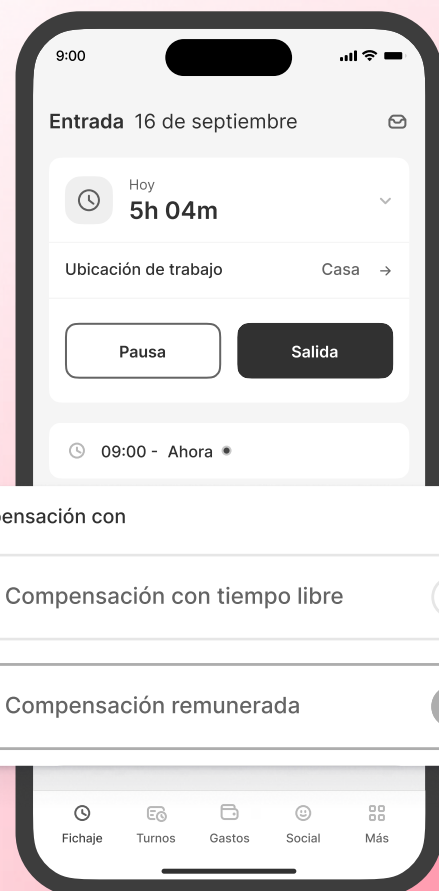 9:00
Entrada 16 de septiembre
Hoy
5h 04m
Ubicación de trabajo Casa →
Pausa Salida
09:00 - Ahora
con
Compensación con tiempo libre
Compensación remunerada
Fichaje Turnos Gastos Social Más